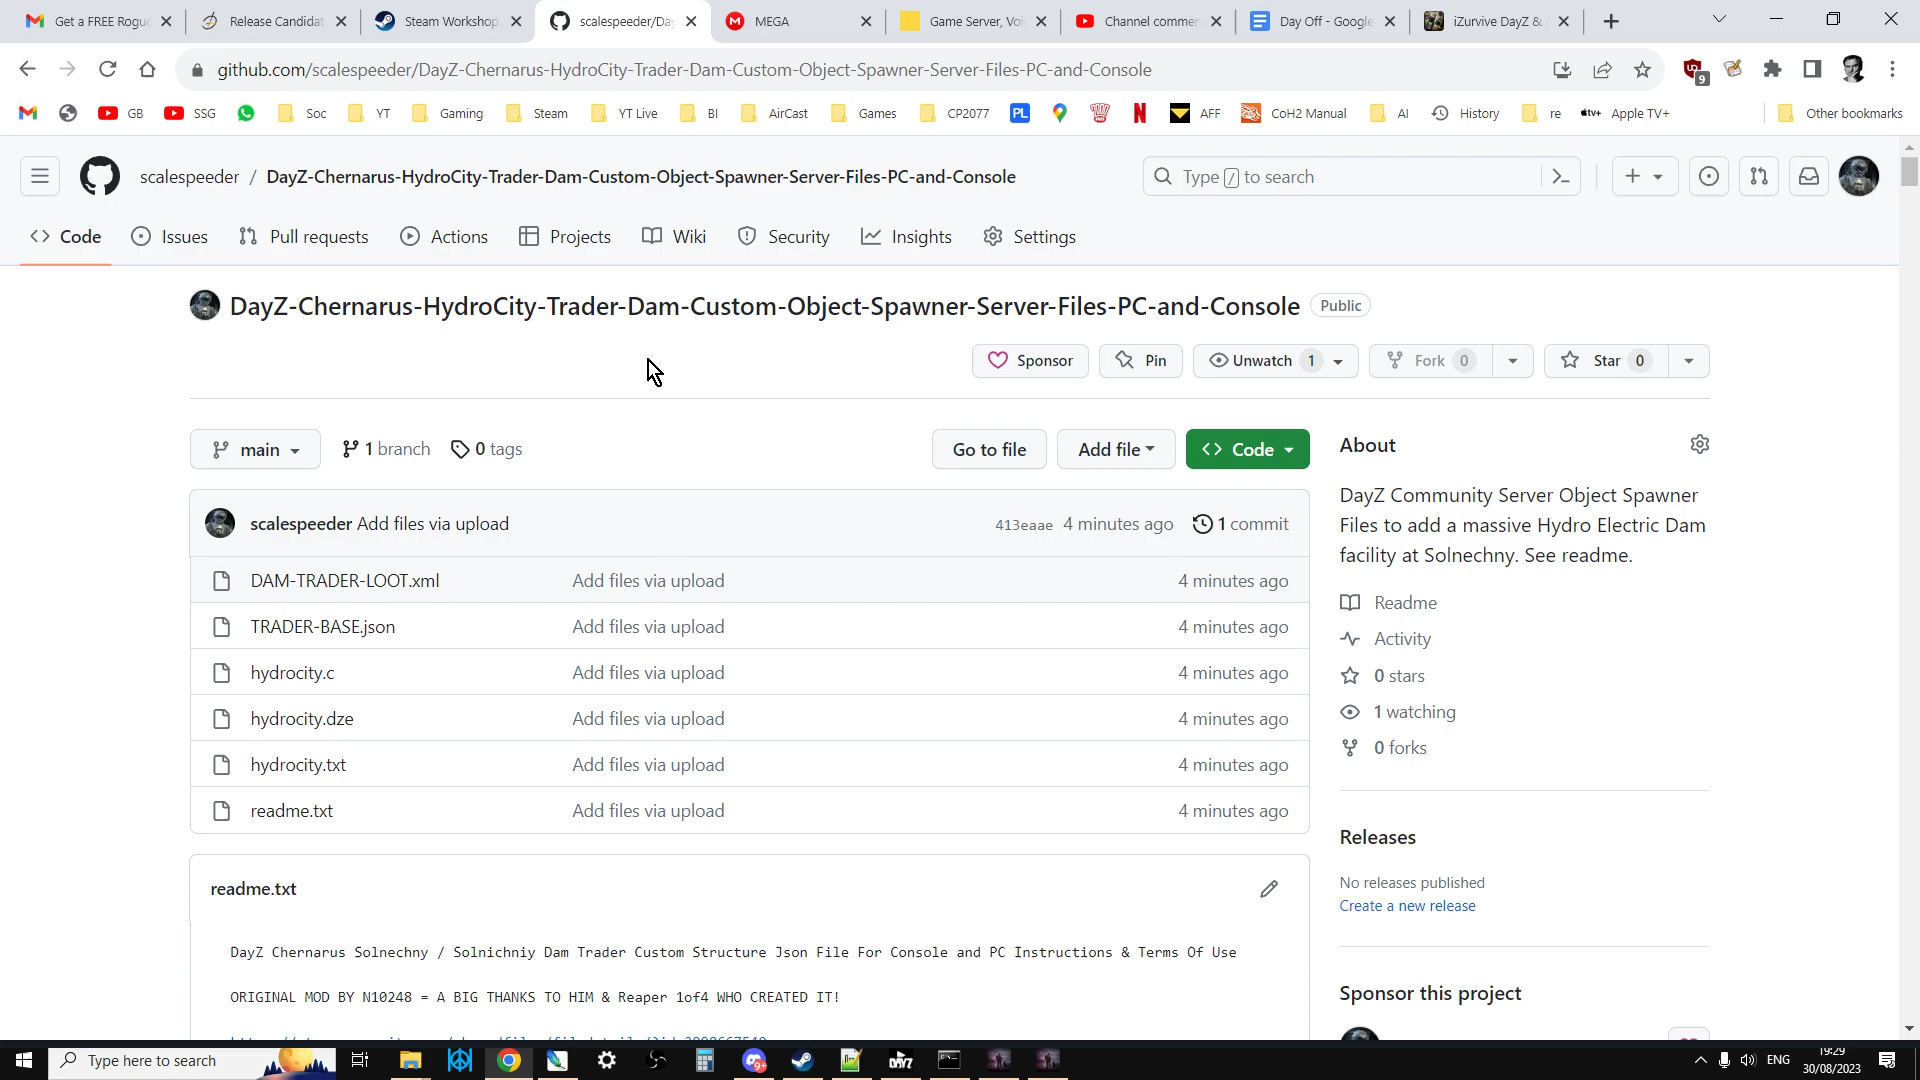 Get a FREE Rogue
Release Candidat
Steam Workshop
scalespeeder/Day
MEGA
Game Server, Voi
Channel commen
Day Off - Google
iZurvive DayZ &
github.com/scalespeeder/DayZ-Chernarus-HydroCity-Trader-Dam-Custom-Object-Spawner-Server-Files-PC-and-Console
9
GB
SSG
Soc
YT
Gaming
Steam
YT Live
BI
AirCast
Games
CP2077
PL
AFF
CoH2 Manual
AI
History
re
Apple TV+
Other bookmarks
scalespeeder / DayZ-Chernarus-HydroCity-Trader-Dam-Custom-Object-Spawner-Server-Files-PC-and-Console
Type / to search
Code
Issues
Pull requests
Actions
Projects
Wiki
Security
Insights
Settings
DayZ-Chernarus-HydroCity-Trader-Dam-Custom-Object-Spawner-Server-Files-PC-and-Console
Public
Sponsor
Pin
Unwatch 1
Fork 0
Star 0
main
1 branch
0 tags
Go to file
Add file
Code
About
DayZ Community Server Object Spawner
Files to add a massive Hydro Electric Dam
facility at Solnechny. See readme.
scalespeeder Add files via upload
413eaae 4 minutes ago
1 commit
DAM-TRADER-LOOT.xml Add files via upload 4 minutes ago
TRADER-BASE.json Add files via upload 4 minutes ago
hydrocity.c Add files via upload 4 minutes ago
hydrocity.dze Add files via upload 4 minutes ago
hydrocity.txt Add files via upload 4 minutes ago
readme.txt Add files via upload 4 minutes ago
Readme
Activity
0 stars
1 watching
0 forks
Releases
No releases published
Create a new release
Sponsor this project
readme.txt
DayZ Chernarus Solnechny / Solnichniy Dam Trader Custom Structure Json File For Console and PC Instructions & Terms Of Use
ORIGINAL MOD BY N10248 = A BIG THANKS TO HIM & Reaper 1of4 WHO CREATED IT!
Type here to search
9+
DAYZ
ENG
19:29
30/08/2023